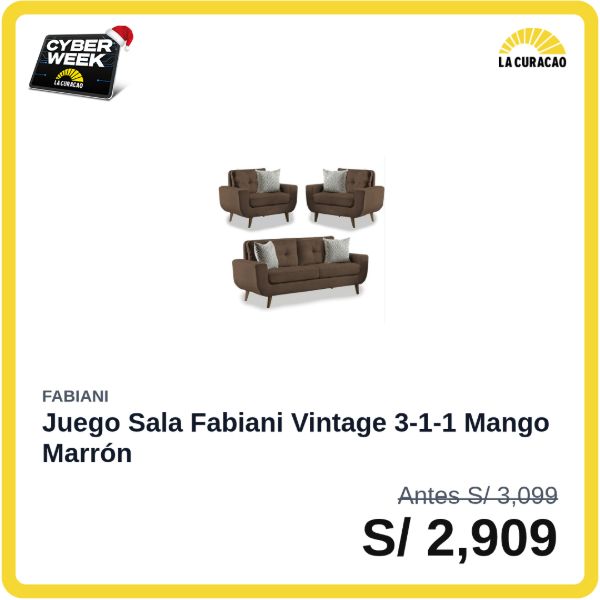 CYBER
WEEK
LA CURACAO
LA CURACAO
FABIANI
Juego Sala Fabiani Vintage 3-1-1 Mango
Marrón
Antes S/ 3,099
S/ 2,909